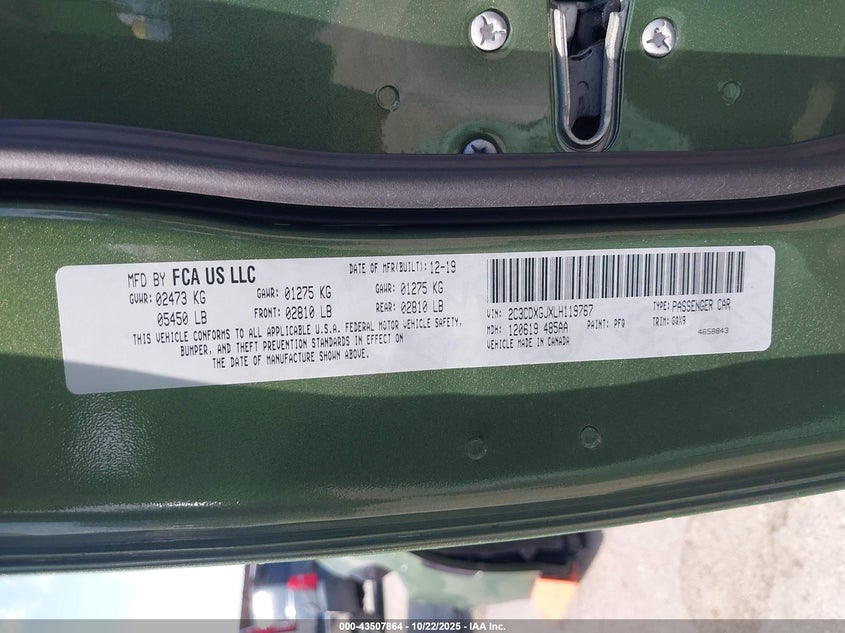 MFD BY FCA US LLC
DATE OF MFR(BUILT): 12-19
GVWR: 02473 KG
GAWR: 01275 KG
GAWR: 01275 KG
05450 LB
FRONT: 02810 LB
REAR: 02810 LB
THIS VEHICLE CONFORMS TO ALL APPLICABLE U.S.A. FEDERAL MOTOR VEHICLE SAFETY,
BUMPER, AND THEFT PREVENTION STANDARDS IN EFFECT ON
THE DATE OF MANUFACTURE SHOWN ABOVE.
VIN: 2C3CDXGJXLH119767
TYPE: PASSENGER CAR
MDH: 120619 485AA
PAINT: PFQ
TRIM: GQX9
VEHICLE MADE IN CANADA
4658843
000-43507864 - 10/22/2025 - IAA Inc.